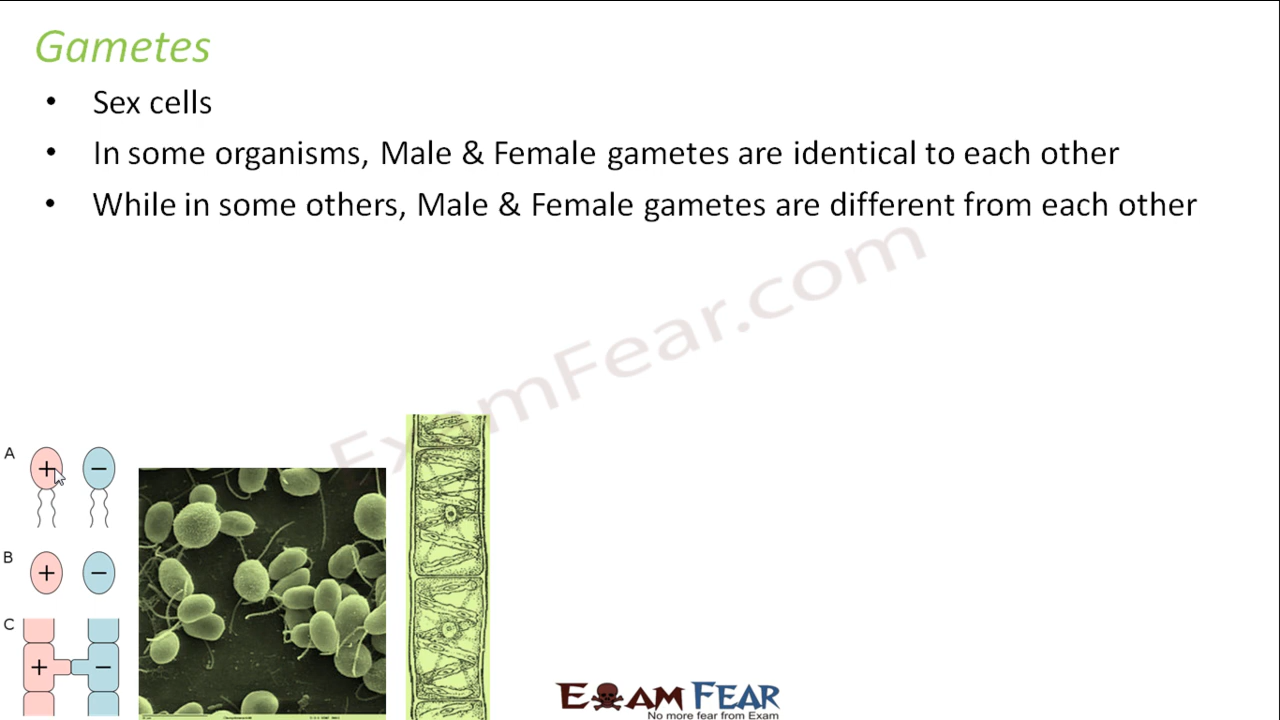 Gametes
• Sex cells
• In some organisms, Male & Female gametes are identical to each other
• While in some others, Male & Female gametes are different from each other
ExamFear.com
A + −
B + −
C + −
EXAM FEAR
No more fear from Exam